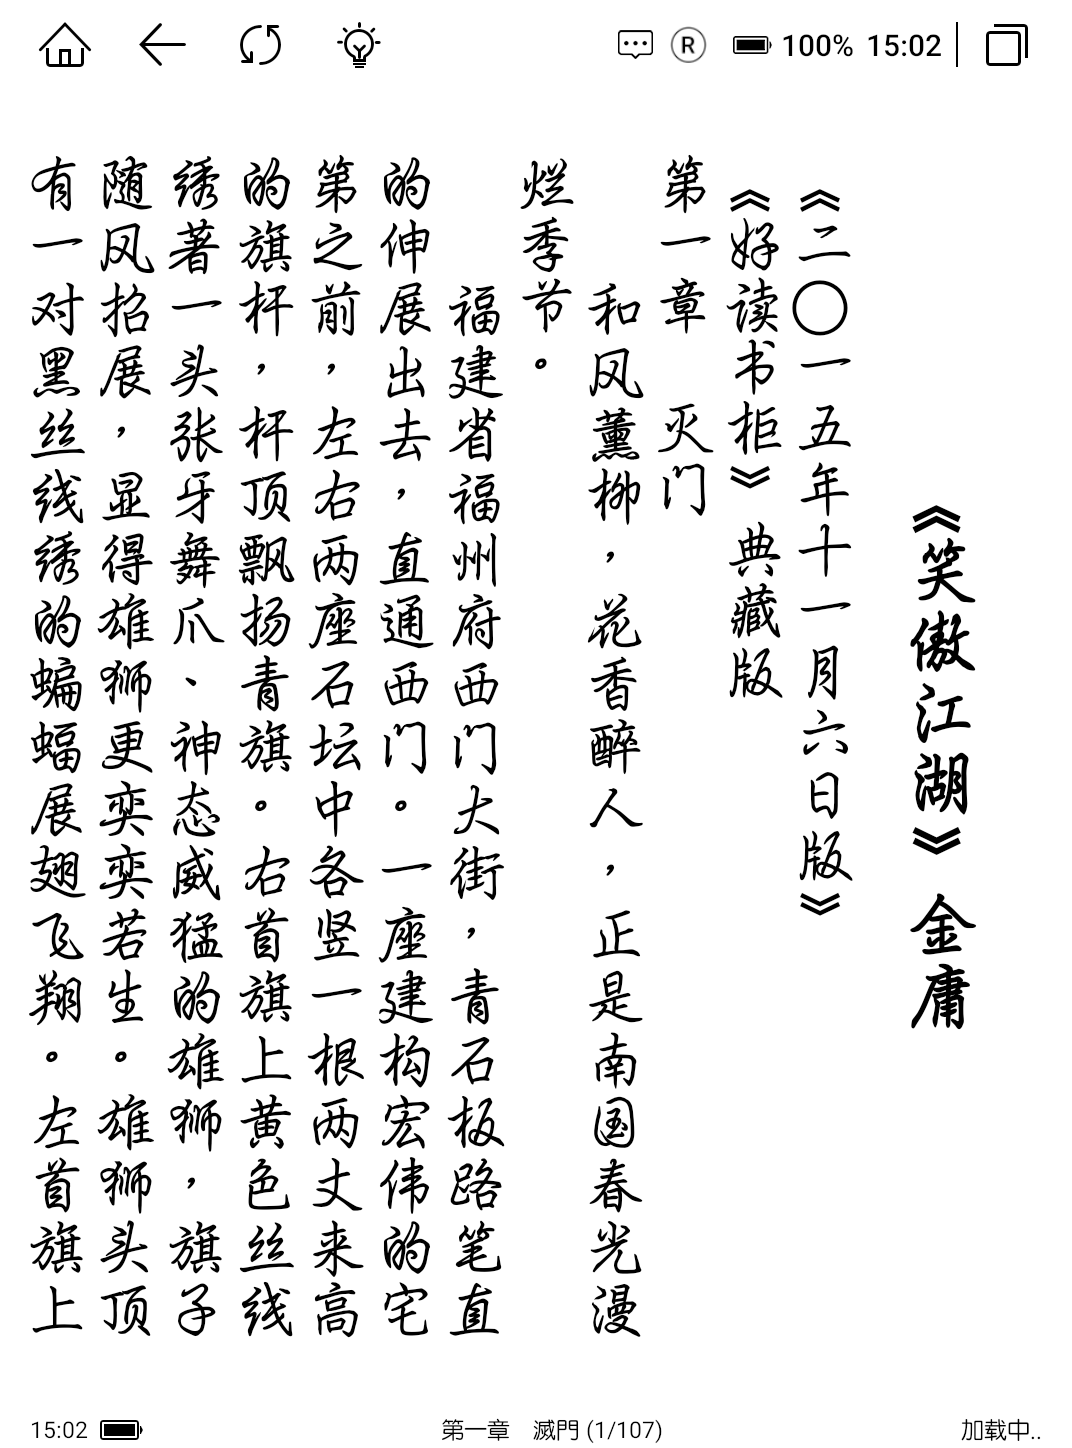 100% 15:02
《笑傲江湖》 金庸
《二〇一五年十一月六日版》
《好读书柜》 典藏版
第一章 灭门
和风薰柳，花香醉人，正是南国春光漫
烂季节。
福建省福州府西门大街，青石板路笔直
的伸展出去，直通西门。一座建构宏伟的宅
第之前，左右两座石坛中各竖一根两丈来高
的旗杆，杆顶飘扬青旗。右首旗上黄色丝线
绣著一头张牙舞爪、神态威猛的雄狮，旗子
随风招展，显得雄狮更奕奕若生。雄狮头顶
有一对黑丝线绣的蝙蝠展翅飞翔。左首旗上
15:02
第一章 滅門 (1/107)
加载中..